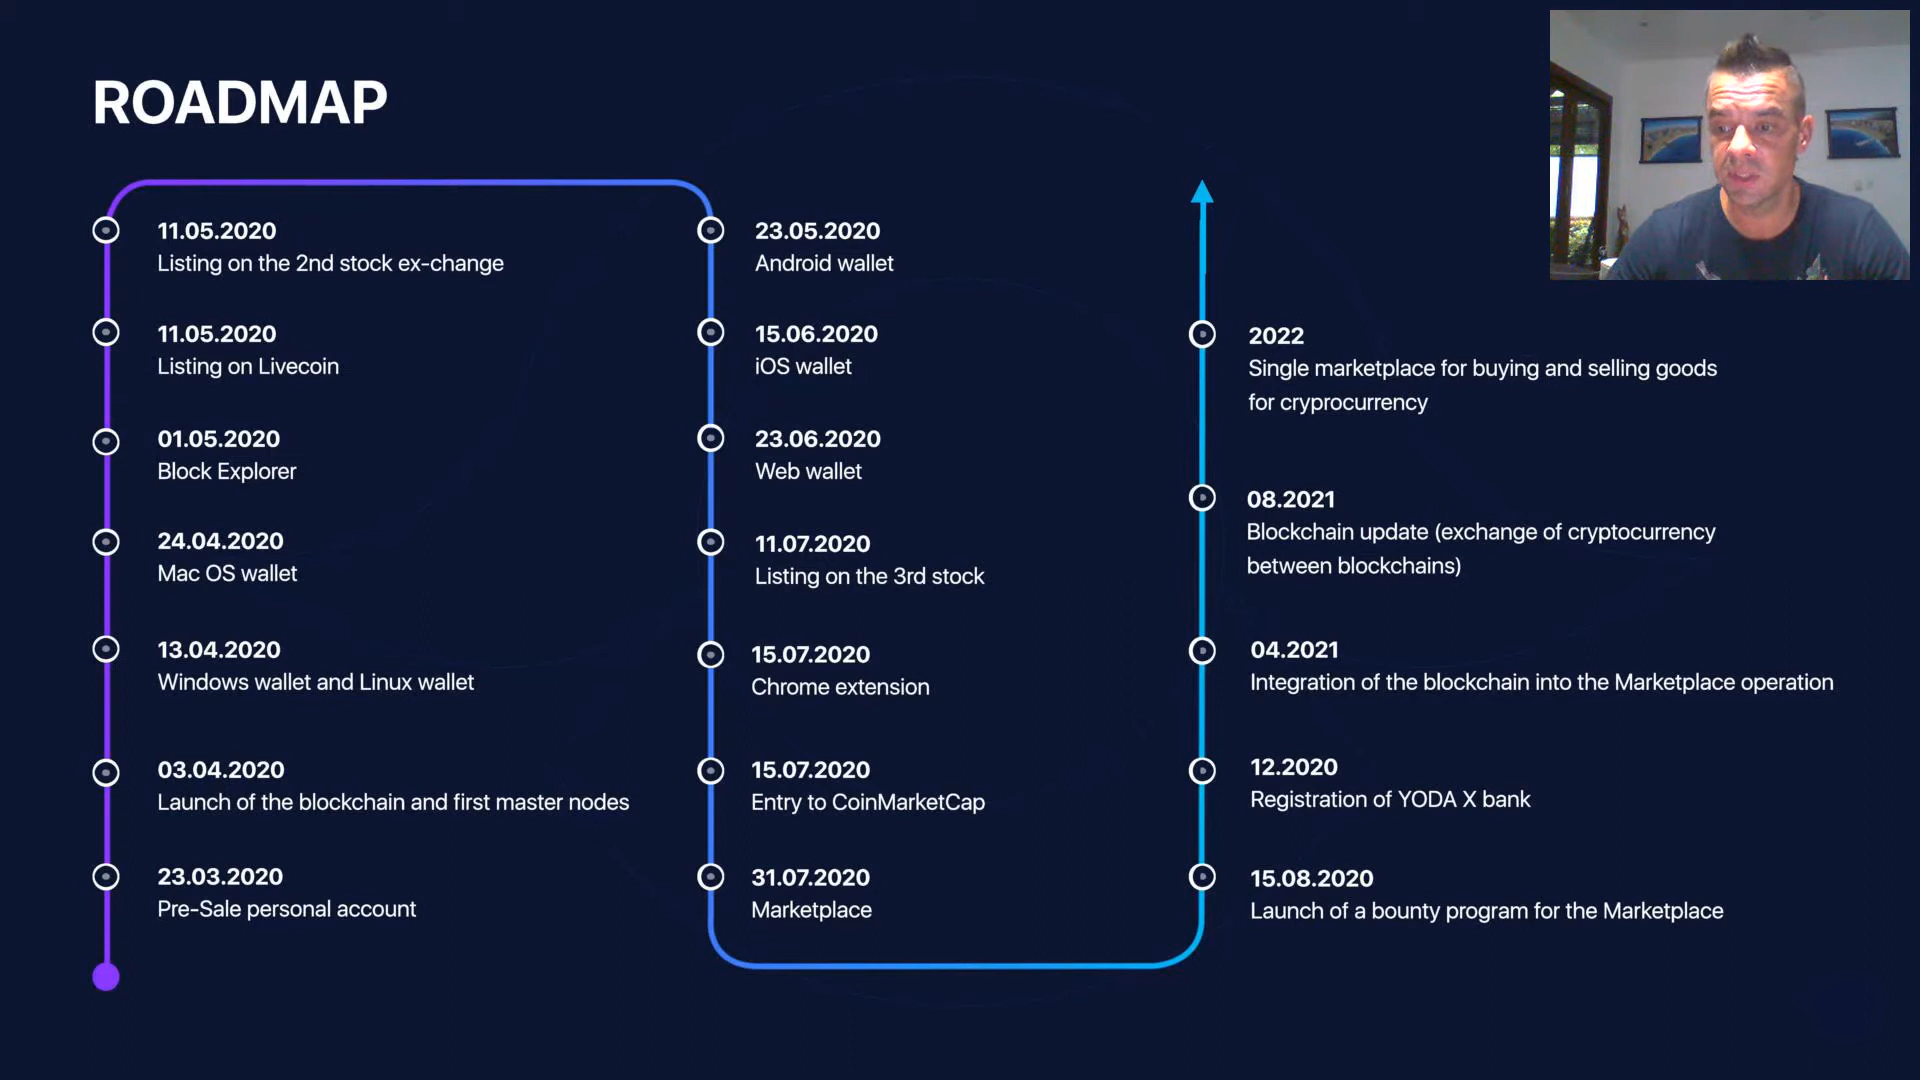 ROADMAP
11.05.2020
Listing on the 2nd stock ex-change
11.05.2020
Listing on Livecoin
01.05.2020
Block Explorer
24.04.2020
Mac OS wallet
13.04.2020
Windows wallet and Linux wallet
03.04.2020
Launch of the blockchain and first master nodes
23.03.2020
Pre-Sale personal account
23.05.2020
Android wallet
15.06.2020
iOS wallet
23.06.2020
Web wallet
11.07.2020
Listing on the 3rd stock
15.07.2020
Chrome extension
15.07.2020
Entry to CoinMarketCap
31.07.2020
Marketplace
2022
Single marketplace for buying and selling goods
for cryprocurrency
08.2021
Blockchain update (exchange of cryptocurrency
between blockchains)
04.2021
Integration of the blockchain into the Marketplace operation
12.2020
Registration of YODA X bank
15.08.2020
Launch of a bounty program for the Marketplace